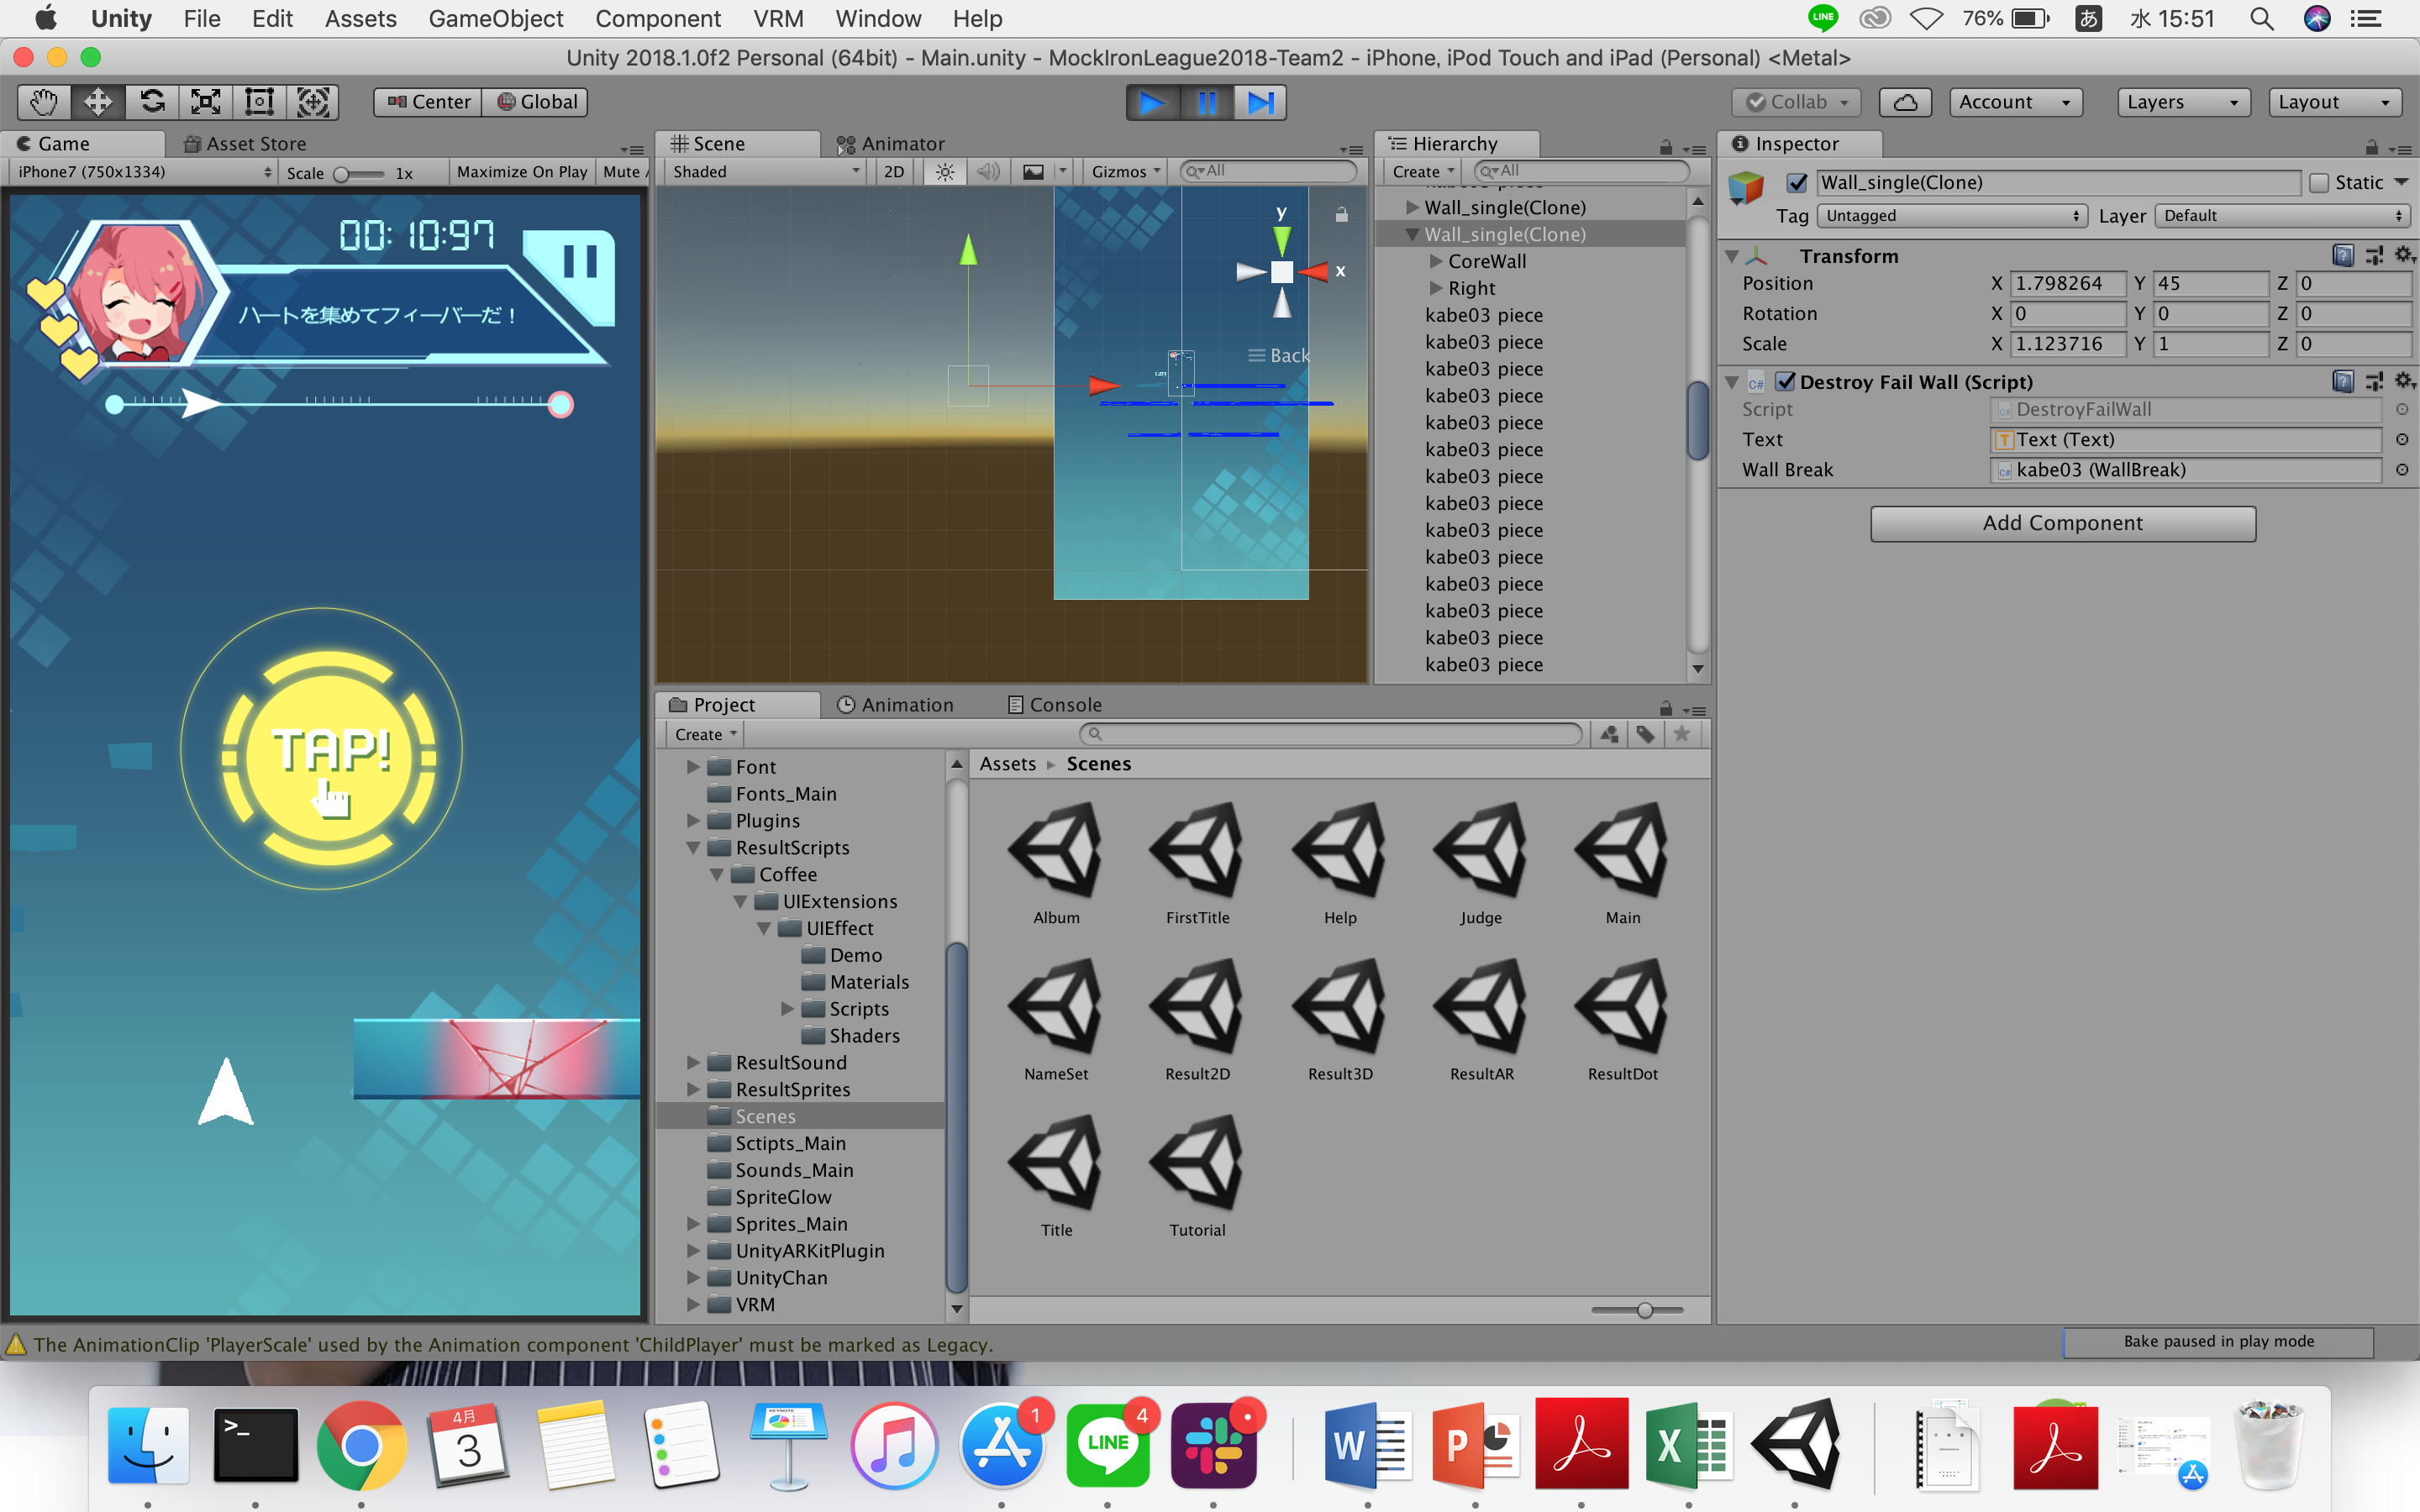 Unity File Edit Assets GameObject Component VRM Window Help
LINE 76% あ 水 15:51
Unity 2018.1.0f2 Personal (64bit) - Main.unity - MockIronLeague2018-Team2 - iPhone, iPod Touch and iPad (Personal) <Metal>
Center Global Collab Account Layers Layout
Game Asset Store
iPhone7 (750x1334) Scale 1x Maximize On Play Mute
00:10:97
ハートを集めてフィーバーだ！
TAP!
Scene Animator
Shaded 2D Gizmos All
y
x
Back
Hierarchy
Create All
kabe03 piece
Wall_single(Clone)
Wall_single(Clone)
CoreWall
Right
kabe03 piece
kabe03 piece
kabe03 piece
kabe03 piece
kabe03 piece
kabe03 piece
kabe03 piece
kabe03 piece
kabe03 piece
kabe03 piece
kabe03 piece
kabe03 piece
kabe03 piece
kabe03 piece
Inspector
Wall_single(Clone) Static
Tag Untagged Layer Default
Transform
Position X 1.798264 Y 45 Z 0
Rotation X 0 Y 0 Z 0
Scale X 1.123716 Y 1 Z 0
C# Destroy Fail Wall (Script)
Script DestroyFailWall
Text T Text (Text)
Wall Break kabe03 (WallBreak)
Add Component
Project Animation Console
Create
Font
Fonts_Main
Plugins
ResultScripts
Coffee
UIExtensions
UIEffect
Demo
Materials
Scripts
Shaders
ResultSound
ResultSprites
Scenes
Sctipts_Main
Sounds_Main
SpriteGlow
Sprites_Main
UnityARKitPlugin
UnityChan
VRM
Assets Scenes
Album FirstTitle Help Judge Main
NameSet Result2D Result3D ResultAR ResultDot
Title Tutorial
The AnimationClip 'PlayerScale' used by the Animation component 'ChildPlayer' must be marked as Legacy.
Bake paused in play mode
>_
4月
3
KEYNOTE
1
LINE
4
W
P
X